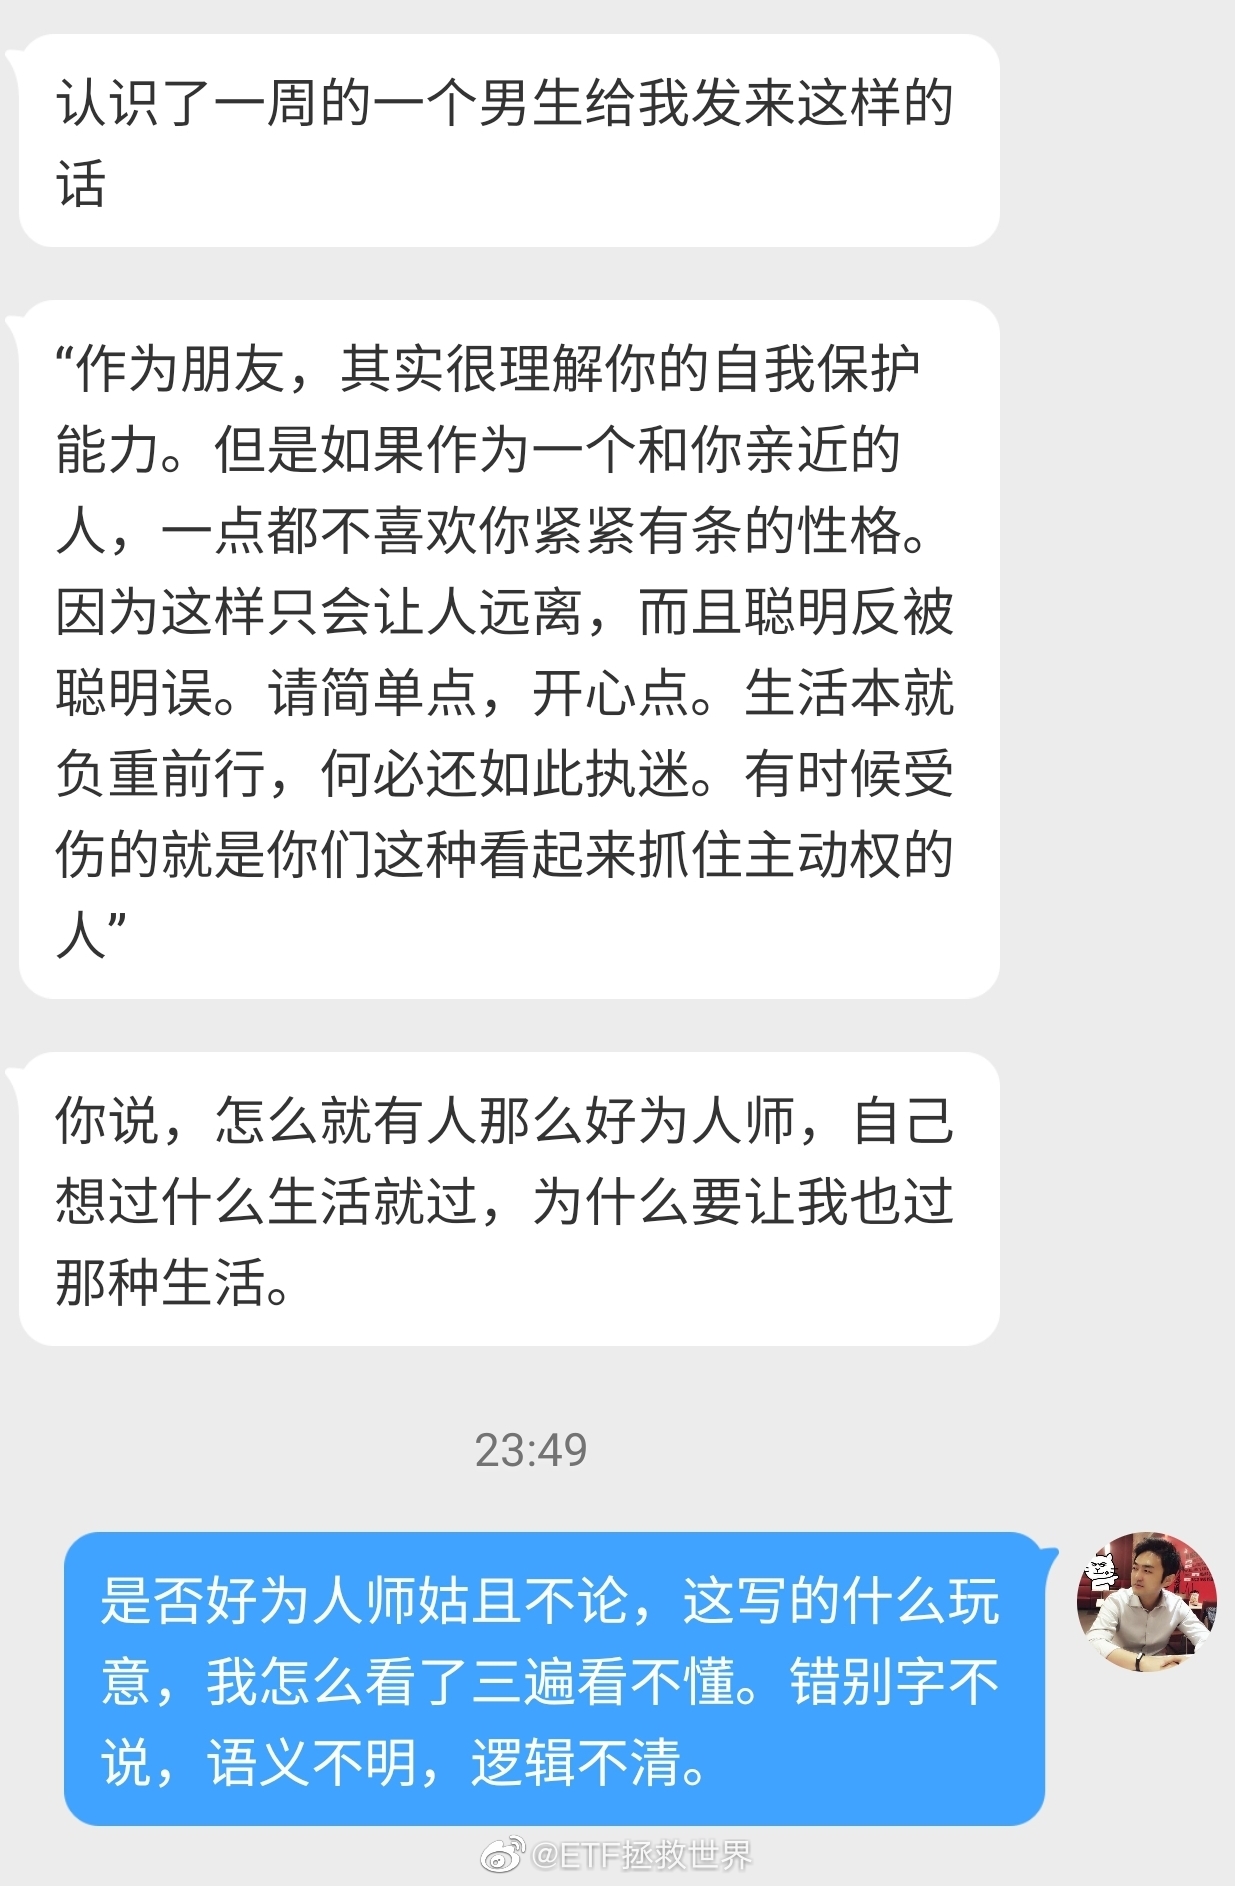 认识了一周的一个男生给我发来这样的
话
“作为朋友，其实很理解你的自我保护
能力。但是如果作为一个和你亲近的
人，一点都不喜欢你紧紧有条的性格。
因为这样只会让人远离，而且聪明反被
聪明误。请简单点，开心点。生活本就
负重前行，何必还如此执迷。有时候受
伤的就是你们这种看起来抓住主动权的
人”
你说，怎么就有人那么好为人师，自己
想过什么生活就过，为什么要让我也过
那种生活。
23:49
是否好为人师姑且不论，这写的什么玩
意，我怎么看了三遍看不懂。错别字不
说，语义不明，逻辑不清。
@ETF拯救世界